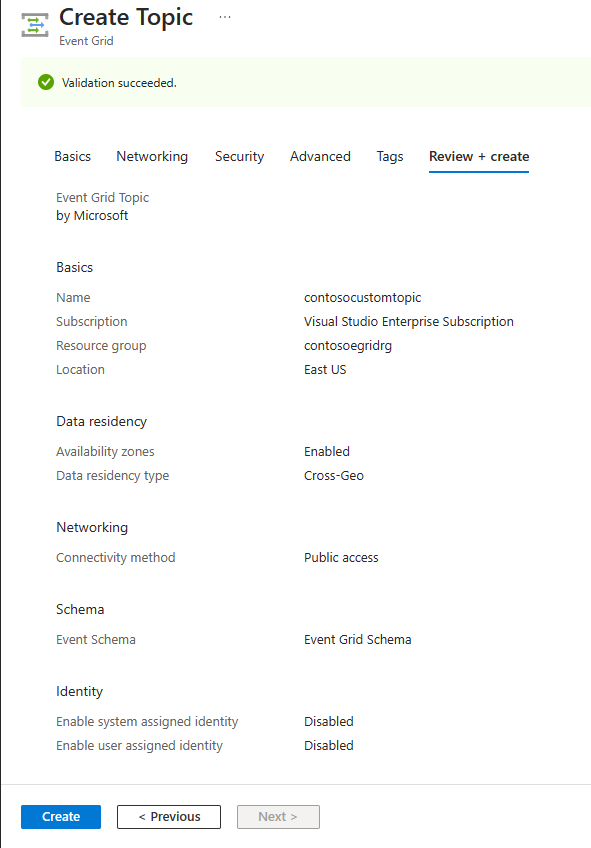 Create Topic ...
Event Grid
Validation succeeded.
Basics Networking Security Advanced Tags Review + create
Event Grid Topic
by Microsoft
Basics
Name contosocustomtopic
Subscription Visual Studio Enterprise Subscription
Resource group contosoegridrg
Location East US
Data residency
Availability zones Enabled
Data residency type Cross-Geo
Networking
Connectivity method Public access
Schema
Event Schema Event Grid Schema
Identity
Enable system assigned identity Disabled
Enable user assigned identity Disabled
Create < Previous Next >